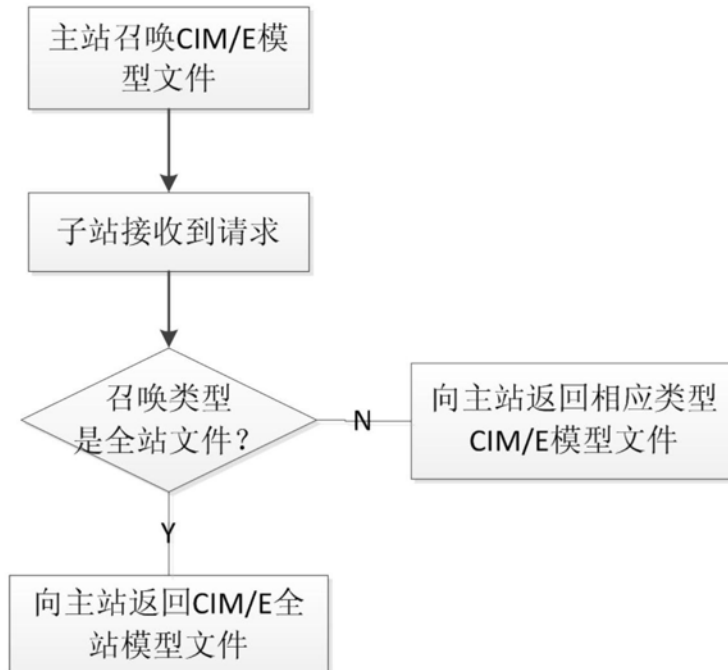 主站召唤CIM/E模
型文件
子站接收到请求
召唤类型
是全站文件？
N
向主站返回相应类型
CIM/E模型文件
Y
向主站返回CIM/E全
站模型文件